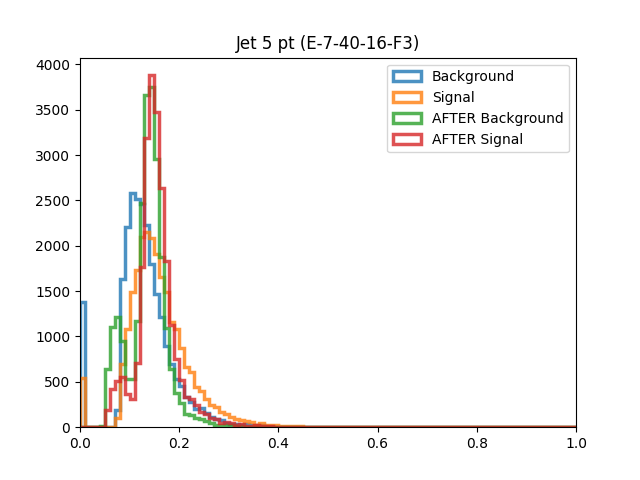 Jet 5 pt (E-7-40-16-F3)
4000
3500
3000
2500
2000
1500
1000
500
0
0.0 0.2 0.4 0.6 0.8 1.0
Background
Signal
AFTER Background
AFTER Signal